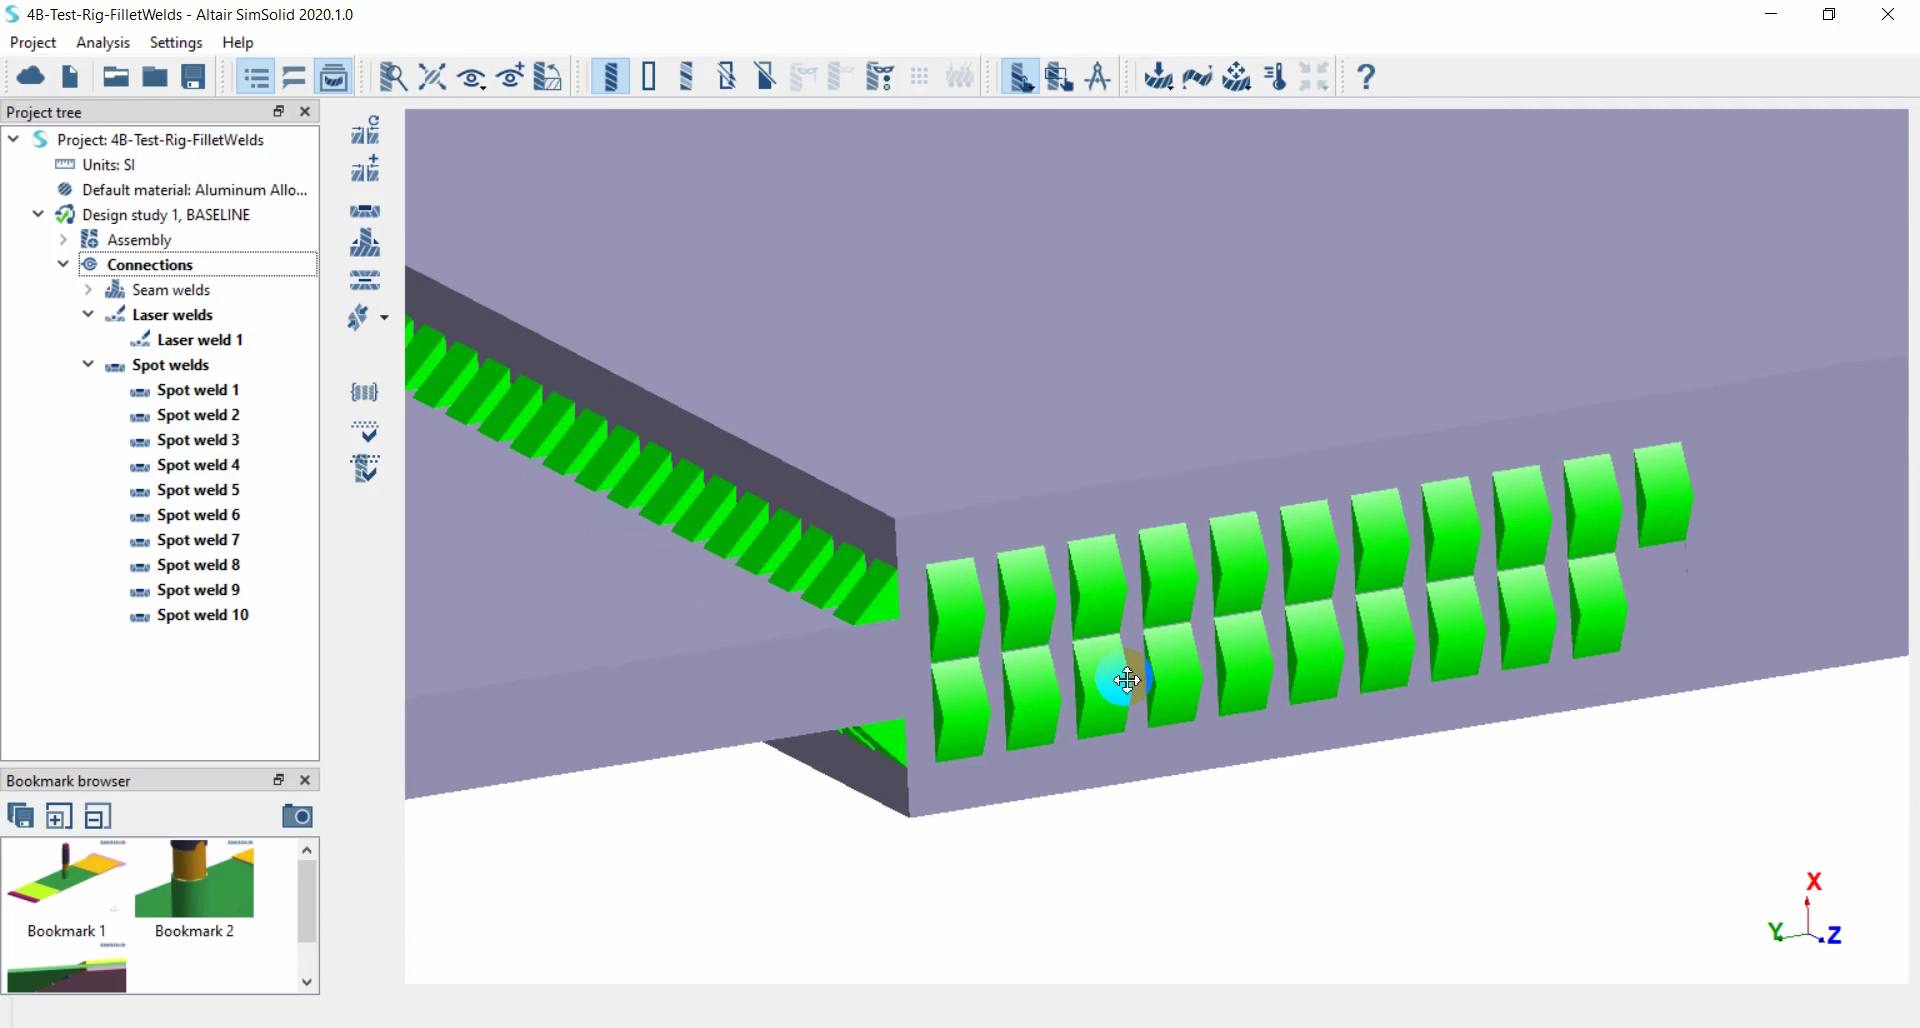 4B-Test-Rig-FilletWelds - Altair SimSolid 2020.1.0
Project Analysis Settings Help
Project tree
Project: 4B-Test-Rig-FilletWelds
Units: SI
Default material: Aluminum Allo...
Design study 1, BASELINE
Assembly
Connections
Seam welds
Laser welds
Laser weld 1
Spot welds
Spot weld 1
Spot weld 2
Spot weld 3
Spot weld 4
Spot weld 5
Spot weld 6
Spot weld 7
Spot weld 8
Spot weld 9
Spot weld 10
Bookmark browser
Bookmark 1 Bookmark 2
X
Y Z